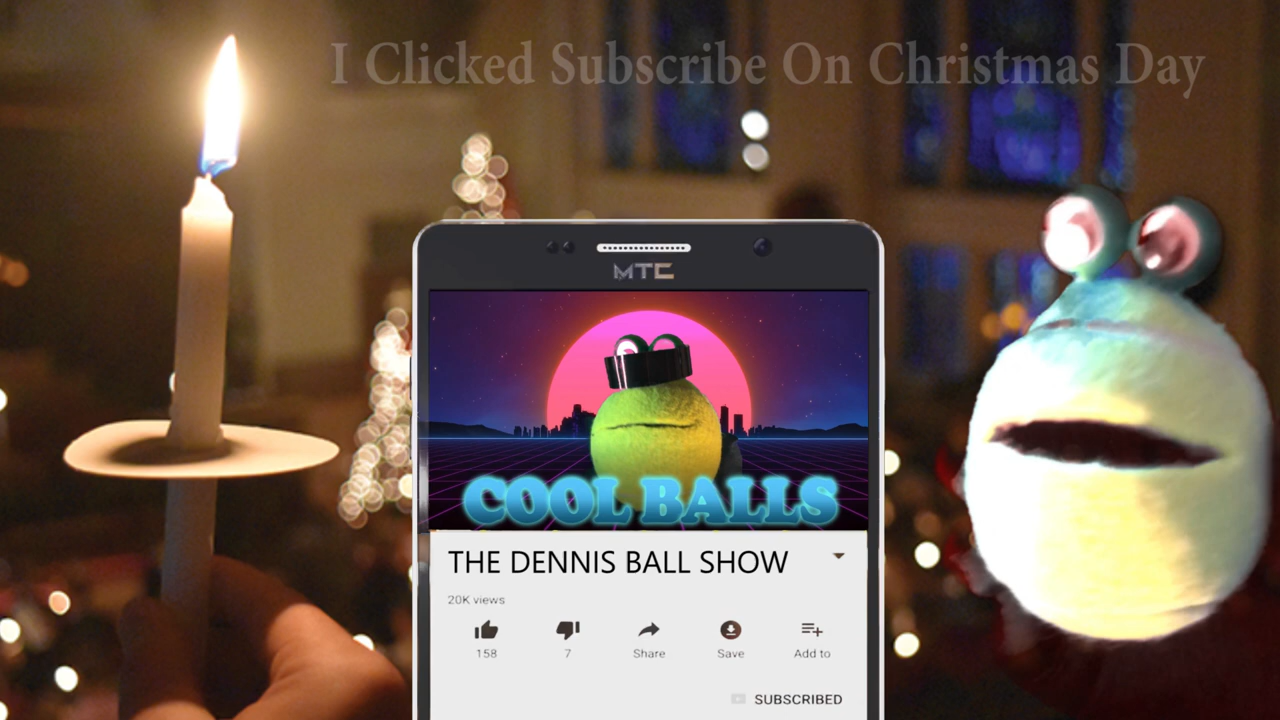 I Clicked Subscribe On Christmas Day
MTC
COOL BALLS
THE DENNIS BALL SHOW
20K views
158
7
Share
Save
Add to
SUBSCRIBED